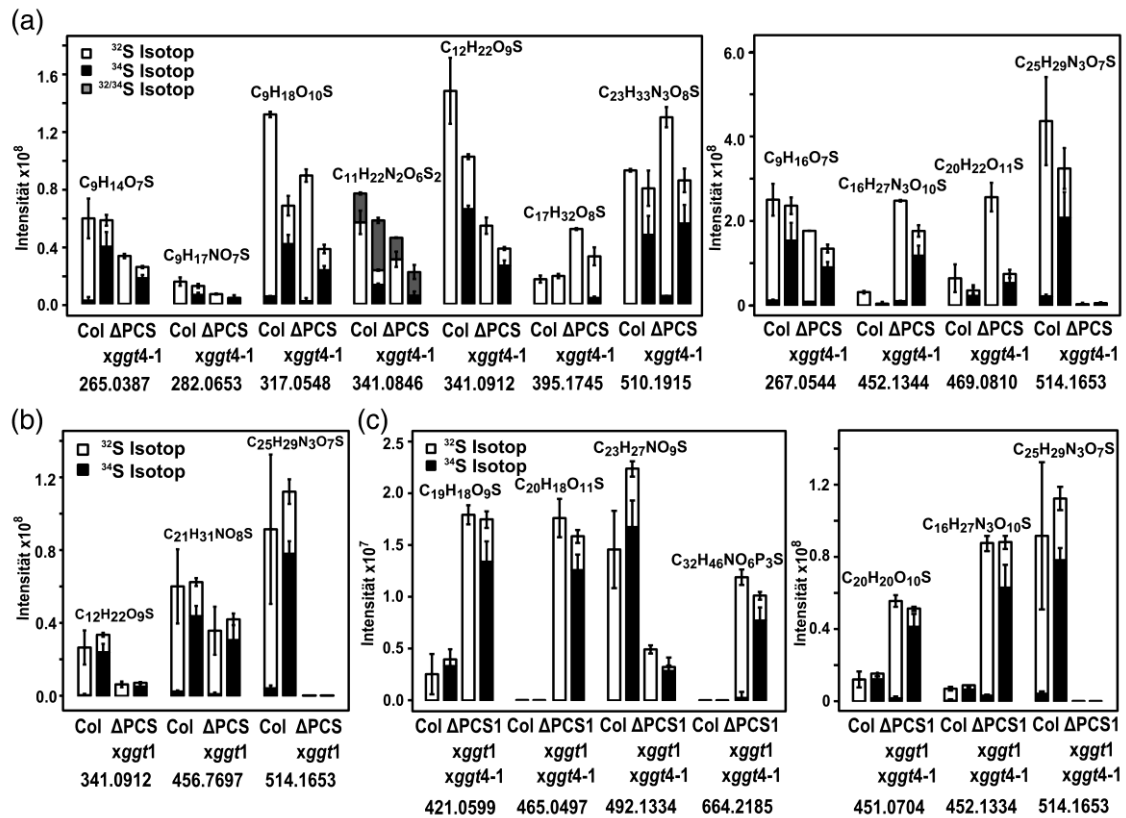 (a)
³²S Isotop
³⁴S Isotop
³²/³⁴S Isotop
Intensität x10⁸
1.6
1.2
0.8
0.4
0.0
C₉H₁₄O₇S
C₉H₁₇NO₇S
C₉H₁₈O₁₀S
C₁₁H₂₂N₂O₆S₂
C₁₂H₂₂O₉S
C₁₇H₃₂O₈S
C₂₃H₃₃N₃O₈S
Col ΔPCS Col ΔPCS Col ΔPCS Col ΔPCS Col ΔPCS Col ΔPCS Col ΔPCS
xggt4-1 xggt4-1 xggt4-1 xggt4-1 xggt4-1 xggt4-1 xggt4-1
265.0387 282.0653 317.0548 341.0846 341.0912 395.1745 510.1915
Intensität x10⁸
6.0
4.0
2.0
0
C₉H₁₆O₇S
C₁₆H₂₇N₃O₁₀S
C₂₀H₂₂O₁₁S
C₂₅H₂₉N₃O₇S
Col ΔPCS Col ΔPCS Col ΔPCS Col ΔPCS
xggt4-1 xggt4-1 xggt4-1 xggt4-1
267.0544 452.1344 469.0810 514.1653
(b)
³²S Isotop
³⁴S Isotop
Intensität x10⁸
1.2
0.8
0.4
0.0
C₁₂H₂₂O₉S
C₂₁H₃₁NO₈S
C₂₅H₂₉N₃O₇S
Col ΔPCS Col ΔPCS Col ΔPCS
xggt1 xggt1 xggt1
341.0912 456.7697 514.1653
(c)
³²S Isotop
³⁴S Isotop
Intensität x10⁷
2.5
2.0
1.5
1.0
0.5
0.0
C₁₉H₁₈O₉S
C₂₀H₁₈O₁₁S
C₂₃H₂₇NO₉S
C₃₂H₄₆NO₆P₃S
Col ΔPCS1 Col ΔPCS1 Col ΔPCS1 Col ΔPCS1
xggt1 xggt1 xggt1 xggt1
xggt4-1 xggt4-1 xggt4-1 xggt4-1
421.0599 465.0497 492.1334 664.2185
Intensität x10⁸
1.2
0.8
0.4
0
C₂₀H₂₀O₁₀S
C₁₆H₂₇N₃O₁₀S
C₂₅H₂₉N₃O₇S
Col ΔPCS1 Col ΔPCS1 Col ΔPCS1
xggt1 xggt1 xggt1
xggt4-1 xggt4-1 xggt4-1
451.0704 452.1334 514.1653